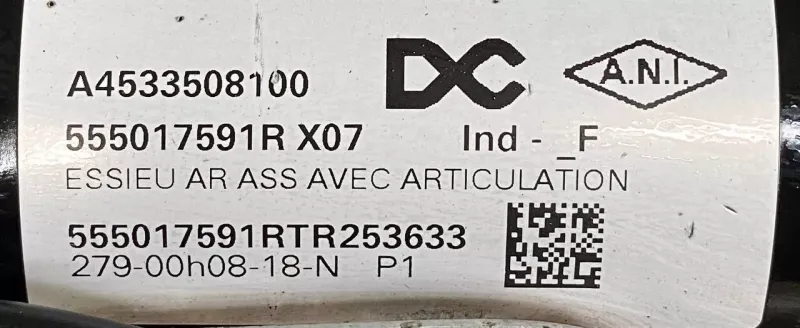 A4533508100 DC A.N.I.
555017591R X07 Ind - _F
ESSIEU AR ASS AVEC ARTICULATION
555017591RTR253633
279-00h08-18-N P1